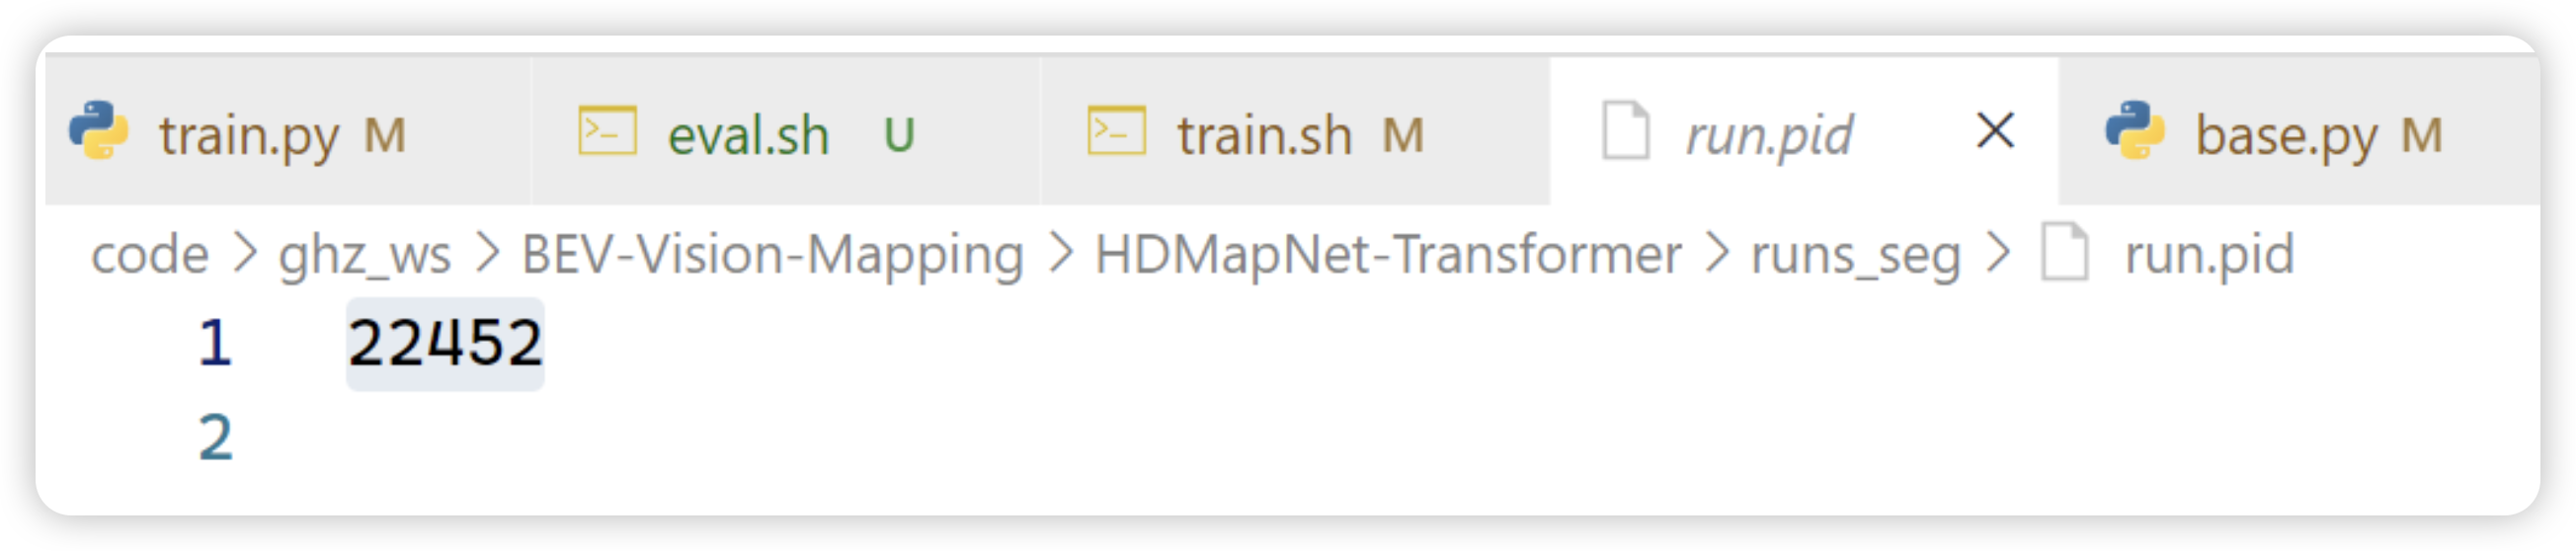 train.py M eval.sh U train.sh M run.pid base.py M
code > ghz_ws > BEV-Vision-Mapping > HDMapNet-Transformer > runs_seg > run.pid
1 22452
2